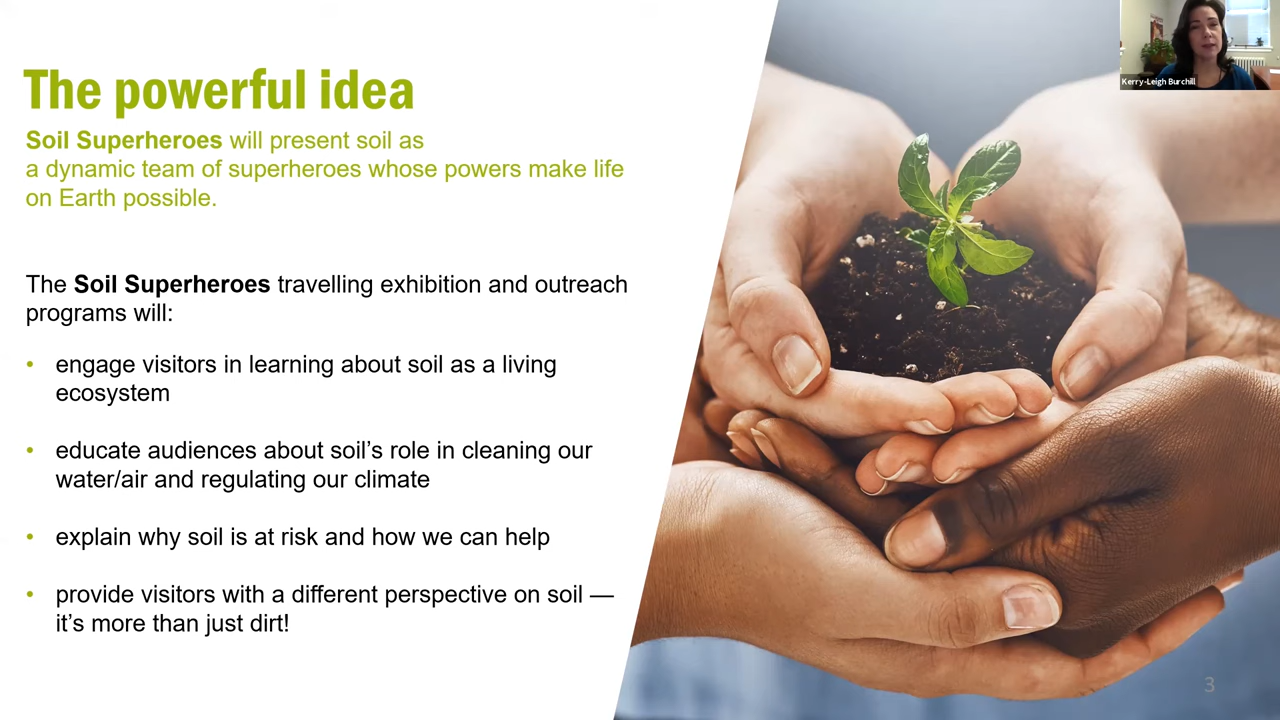 The powerful idea
Soil Superheroes will present soil as
a dynamic team of superheroes whose powers make life
on Earth possible.
The Soil Superheroes travelling exhibition and outreach
programs will:
• engage visitors in learning about soil as a living
ecosystem
• educate audiences about soil’s role in cleaning our
water/air and regulating our climate
• explain why soil is at risk and how we can help
• provide visitors with a different perspective on soil —
it’s more than just dirt!
Kerry-Leigh Burchill
3